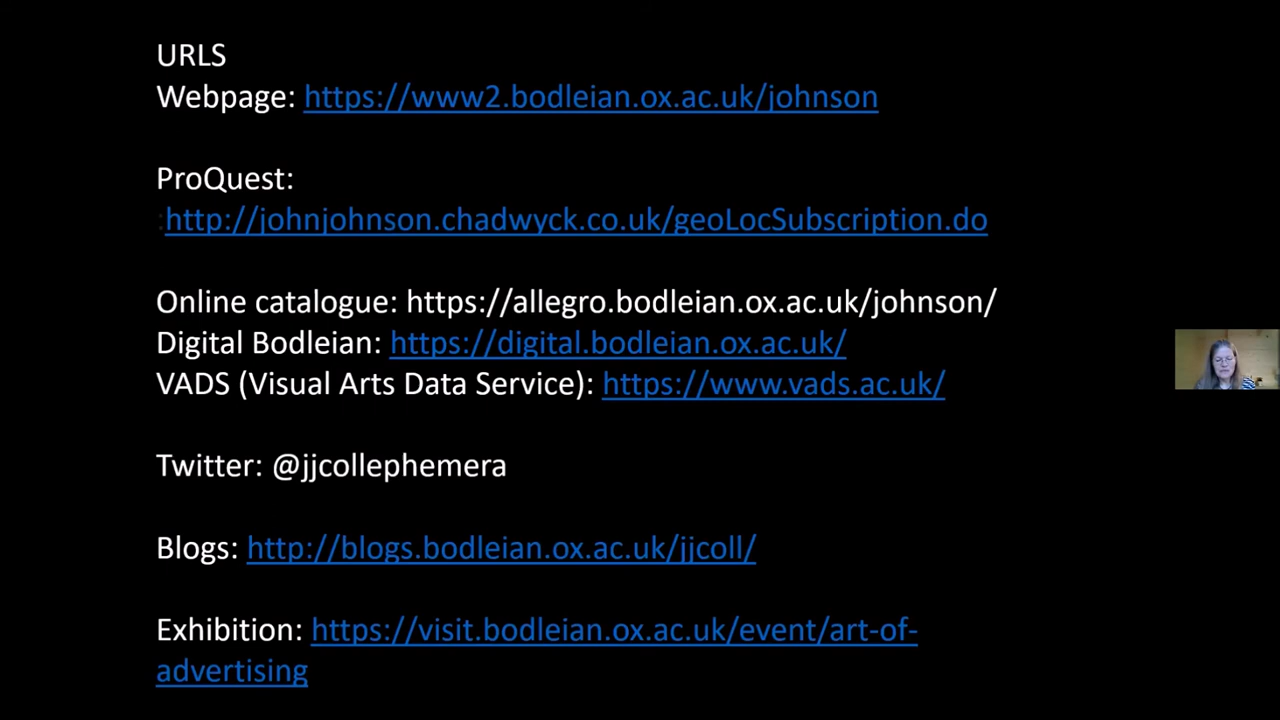 URLS
Webpage: https://www2.bodleian.ox.ac.uk/johnson
ProQuest:
:http://johnjohnson.chadwyck.co.uk/geoLocSubscription.do
Online catalogue: https://allegro.bodleian.ox.ac.uk/johnson/
Digital Bodleian: https://digital.bodleian.ox.ac.uk/
VADS (Visual Arts Data Service): https://www.vads.ac.uk/
Twitter: @jjcollephemera
Blogs: http://blogs.bodleian.ox.ac.uk/jjcoll/
Exhibition: https://visit.bodleian.ox.ac.uk/event/art-of-
advertising